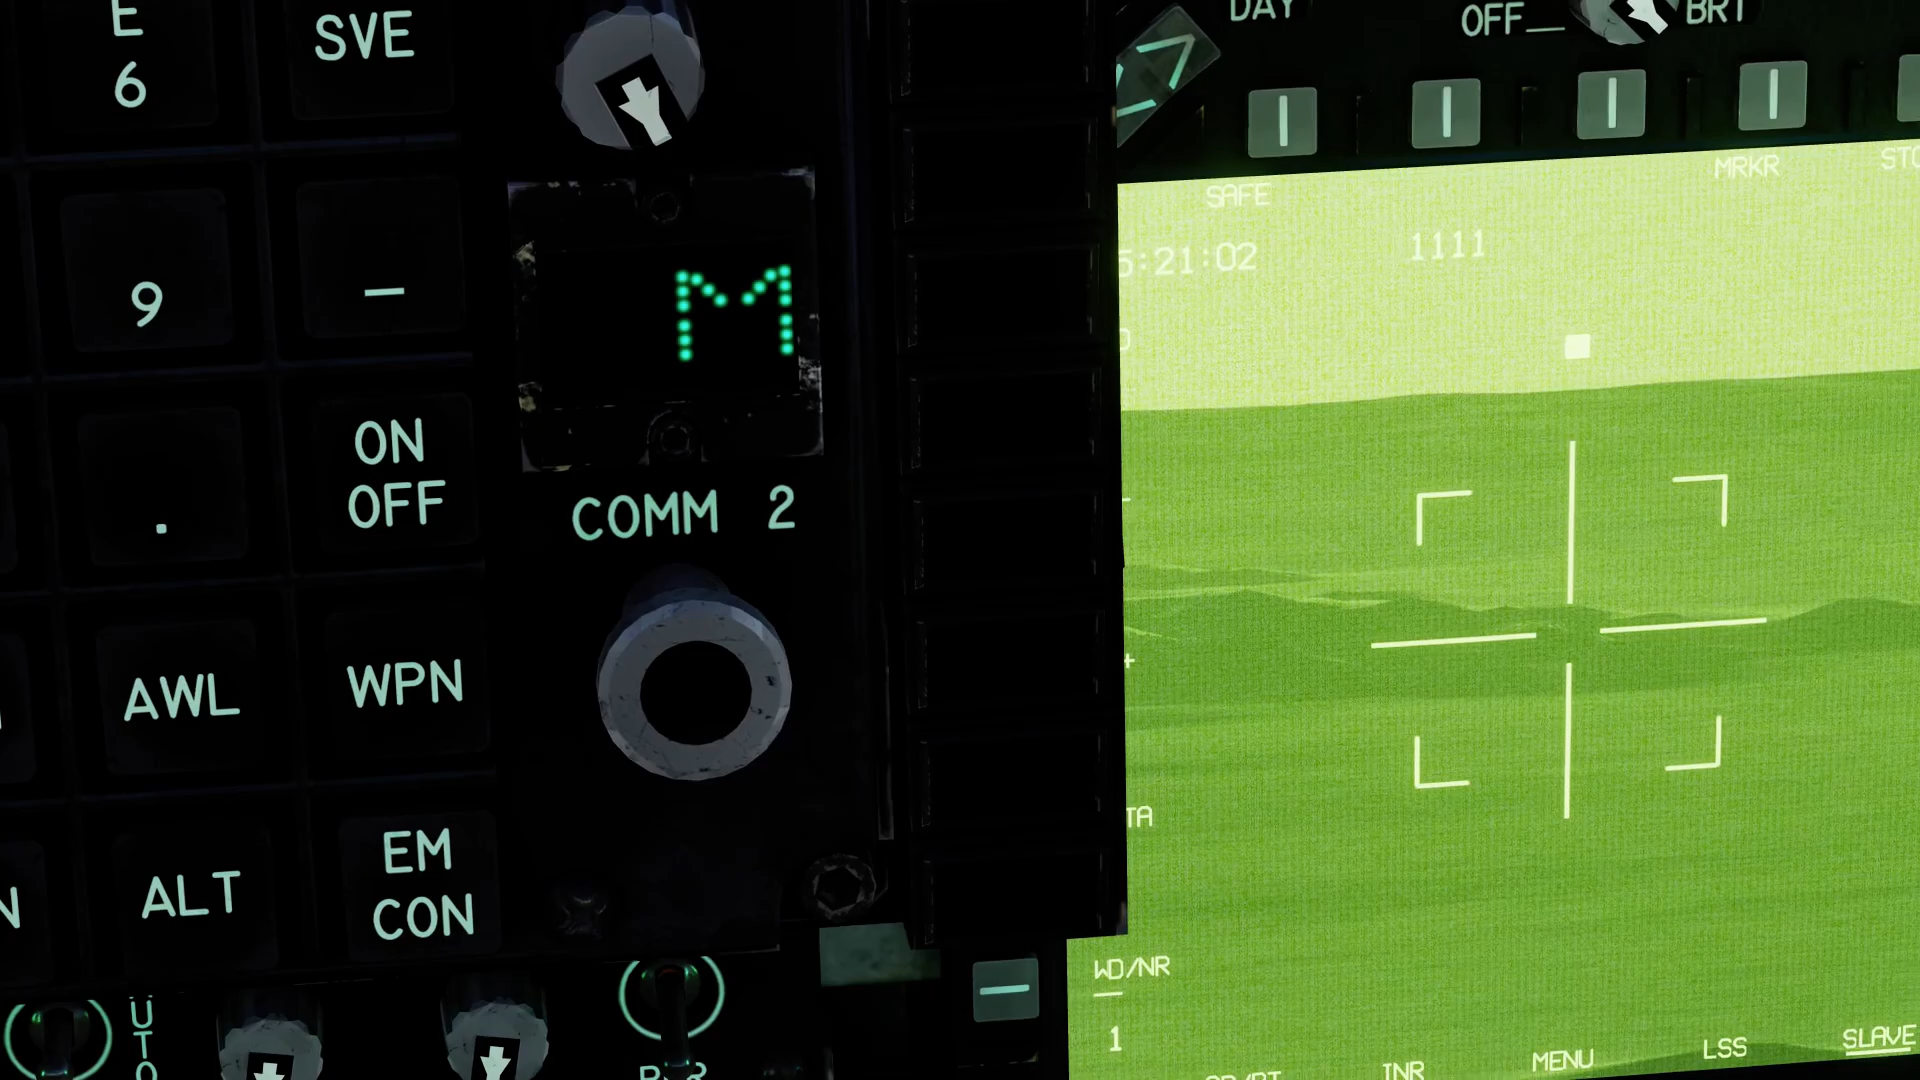 E
6
SVE
9
—
.
ON
OFF
AWL
WPN
ALT
EM
CON
M
COMM 2
DAY
OFF
BRT
SAFE
MRKR
5:21:02
1111
TA
WD/NR
1
INR
MENU
LSS
SLAVE